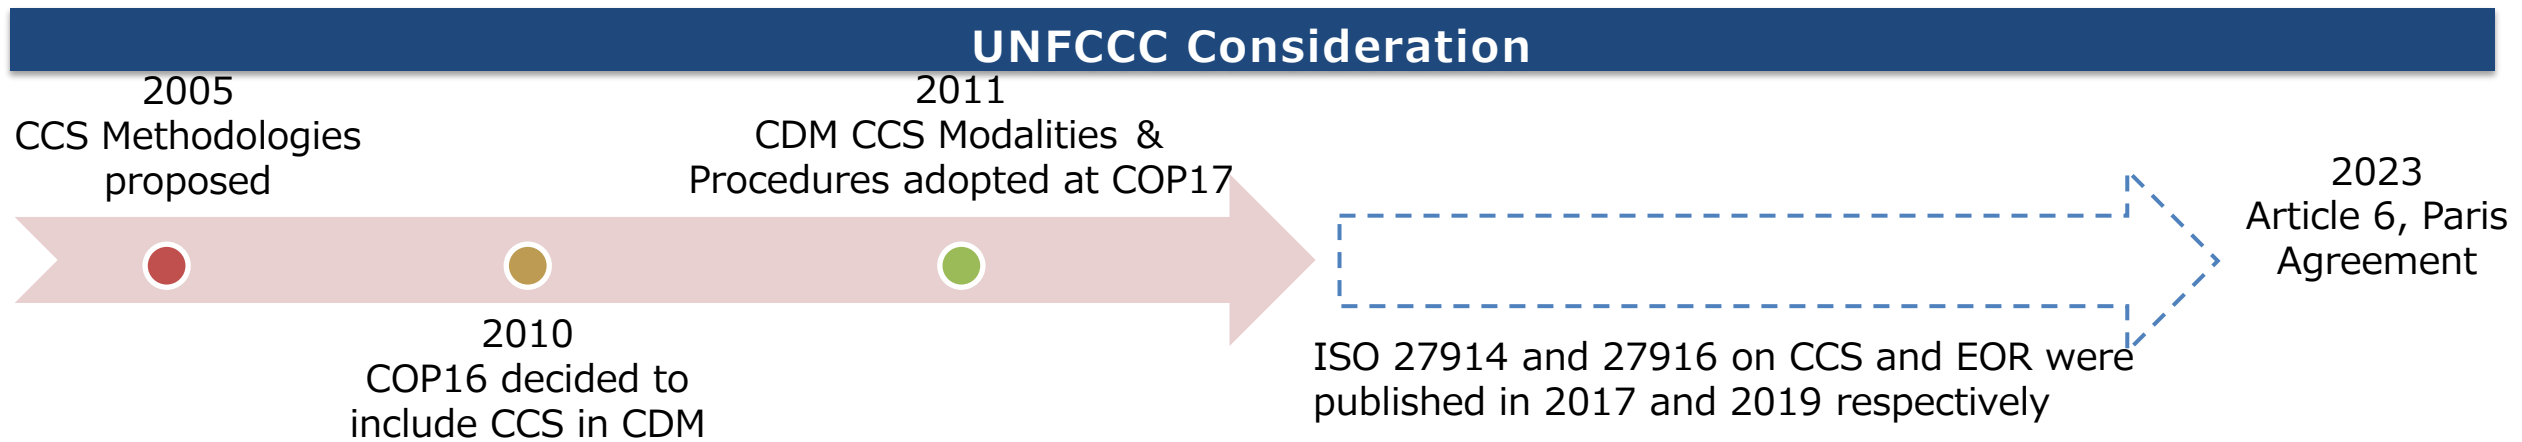 UNFCCC Consideration
2005
CCS Methodologies
proposed
2010
COP16 decided to
include CCS in CDM
2011
CDM CCS Modalities &
Procedures adopted at COP17
ISO 27914 and 27916 on CCS and EOR were
published in 2017 and 2019 respectively
2023
Article 6, Paris
Agreement